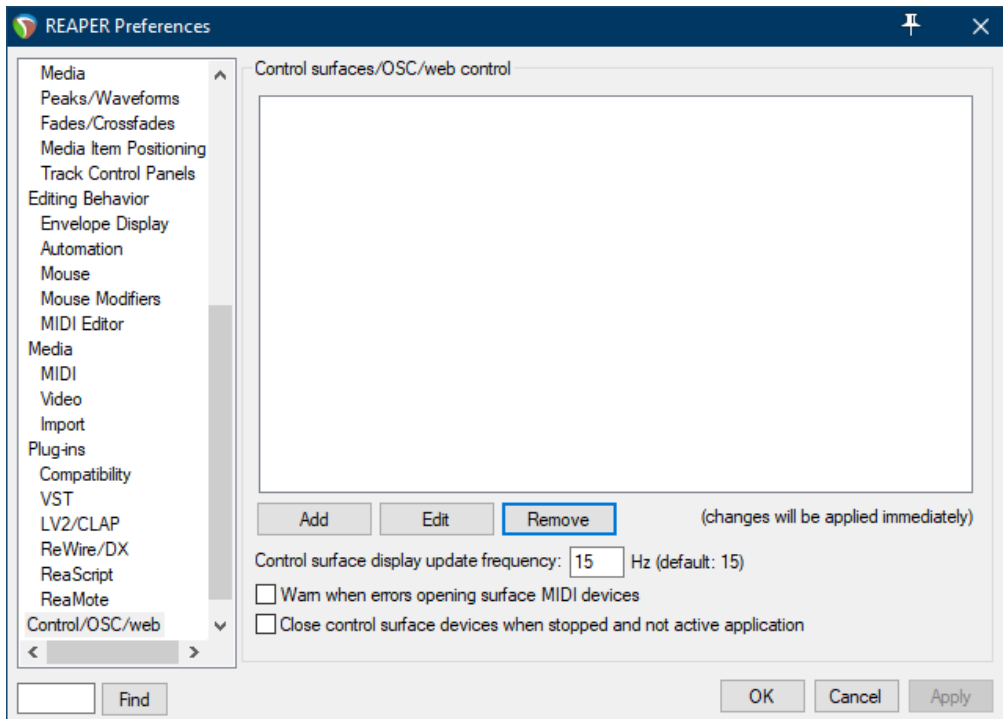 REAPER Preferences
Media
Peaks/Waveforms
Fades/Crossfades
Media Item Positioning
Track Control Panels
Editing Behavior
Envelope Display
Automation
Mouse
Mouse Modifiers
MIDI Editor
Media
MIDI
Video
Import
Plug-ins
Compatibility
VST
LV2/CLAP
ReWire/DX
ReaScript
ReaMote
Control/OSC/web
Find
Control surfaces/OSC/web control
Add Edit Remove (changes will be applied immediately)
Control surface display update frequency: 15 Hz (default: 15)
Warn when errors opening surface MIDI devices
Close control surface devices when stopped and not active application
OK Cancel Apply